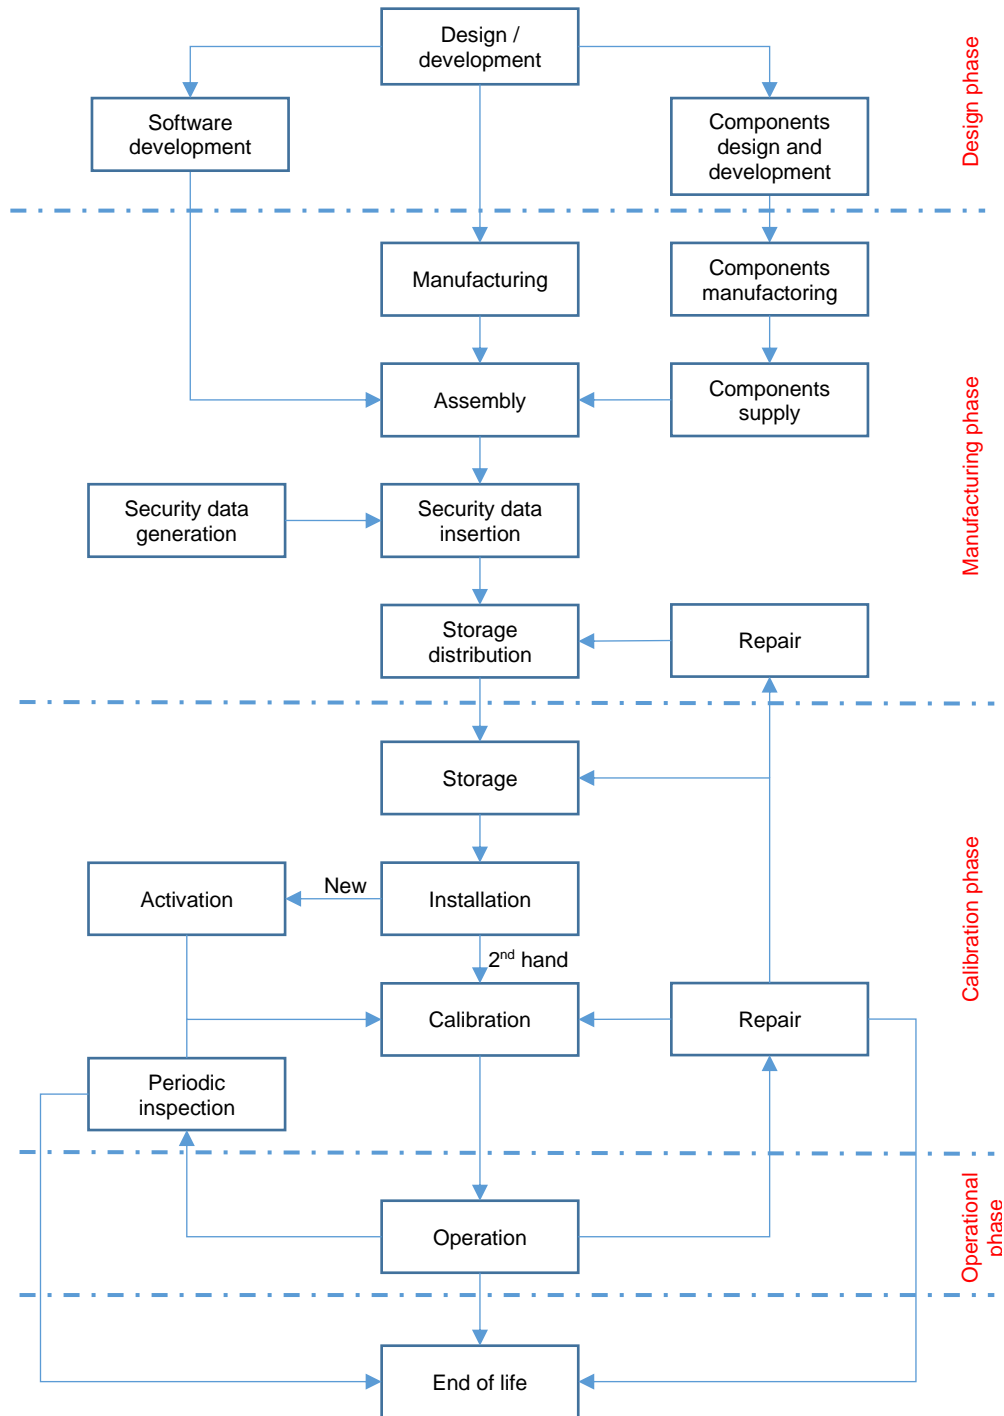 Design /
development
Design phase
Software
development
Components
design and
development
Manufacturing
Components
manufactoring
Manufacturing phase
Assembly
Components
supply
Security data
generation
Security data
insertion
Storage
distribution
Repair
Storage
Calibration phase
Activation
New
Installation
2nd hand
Calibration
Repair
Periodic
inspection
Operation
Operational
phase
End of life